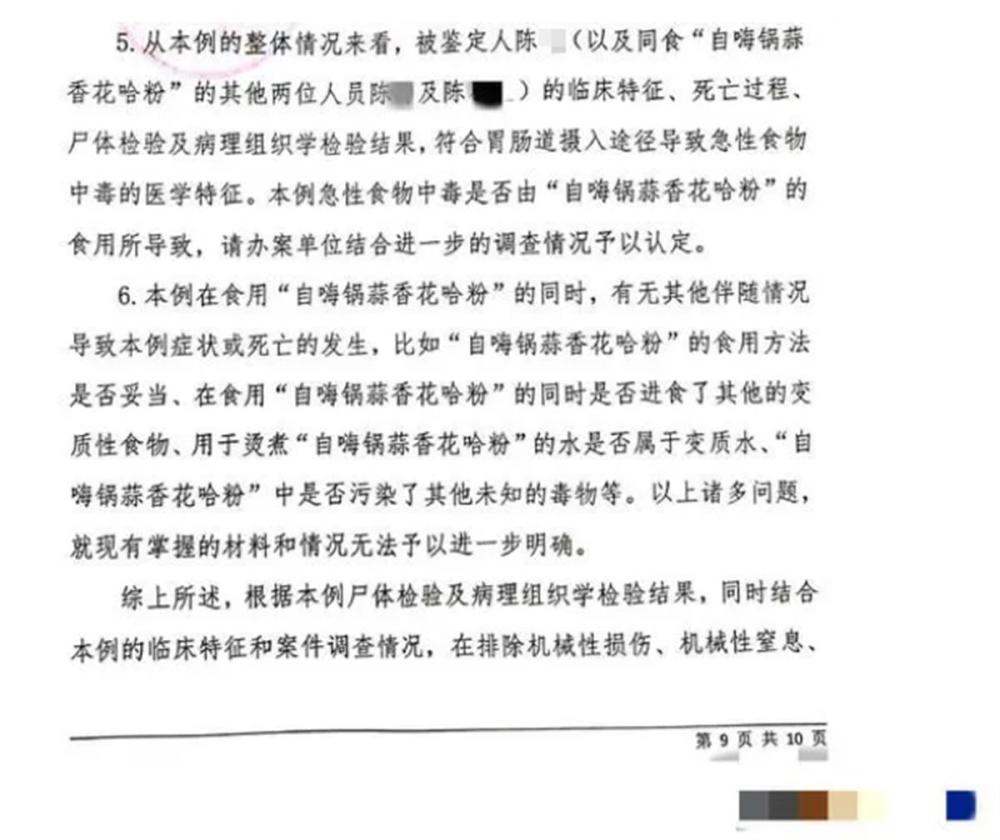 5. 从本例的整体情况来看，被鉴定人陈（以及同食“自嗨锅蒜
香花哈粉”的其他两位人员陈及陈）的临床特征、死亡过程、
尸体检验及病理组织学检验结果，符合胃肠道摄入途径导致急性食物
中毒的医学特征。本例急性食物中毒是否由“自嗨锅蒜香花哈粉”的
食用所导致，请办案单位结合进一步的调查情况予以认定。
6. 本例在食用“自嗨锅蒜香花哈粉”的同时，有无其他伴随情况
导致本例症状或死亡的发生，比如“自嗨锅蒜香花哈粉”的食用方法
是否妥当、在食用“自嗨锅蒜香花哈粉”的同时是否进食了其他的变
质性食物、用于烫煮“自嗨锅蒜香花哈粉”的水是否属于变质水、“自
嗨锅蒜香花哈粉”中是否污染了其他未知的毒物等。以上诸多问题，
就现有掌握的材料和情况无法予以进一步明确。
综上所述，根据本例尸体检验及病理组织学检验结果，同时结合
本例的临床特征和案件调查情况，在排除机械性损伤、机械性窒息、
第 9 页 共 10 页